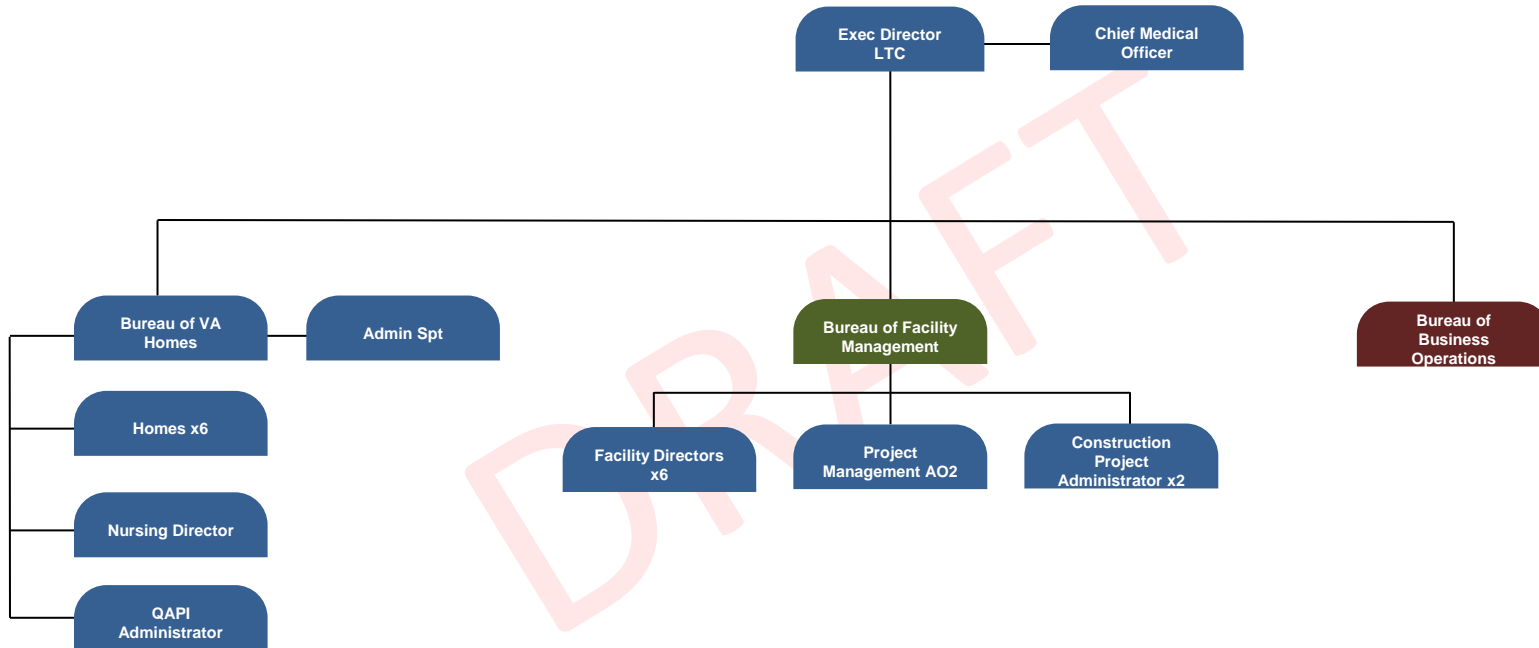 Exec Director
LTC
Chief Medical
Officer
Bureau of VA
Homes
Admin Spt
Bureau of Facility
Management
Bureau of
Business
Operations
Homes x6
Facility Directors
x6
Project
Management AO2
Construction
Project
Administrator x2
Nursing Director
QAPI
Administrator
DRAFT